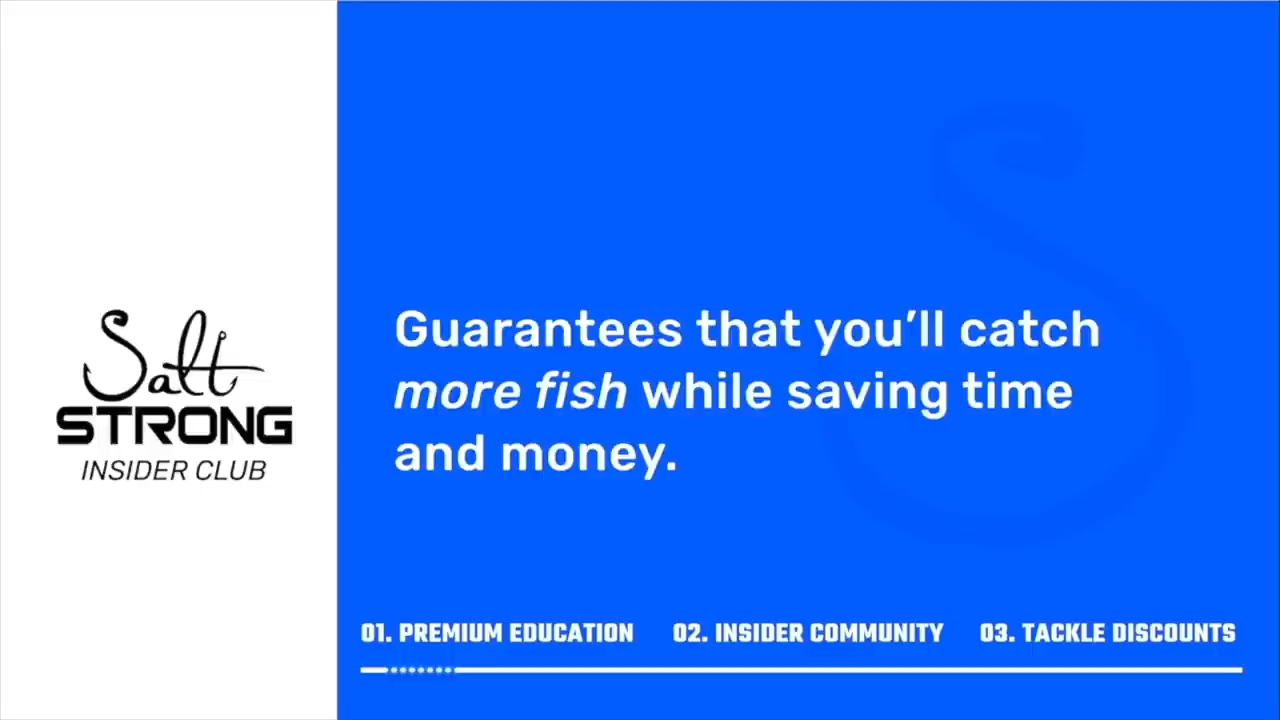 Salt
STRONG
INSIDER CLUB
Guarantees that you’ll catch
more fish while saving time
and money.
01. PREMIUM EDUCATION 02. INSIDER COMMUNITY 03. TACKLE DISCOUNTS